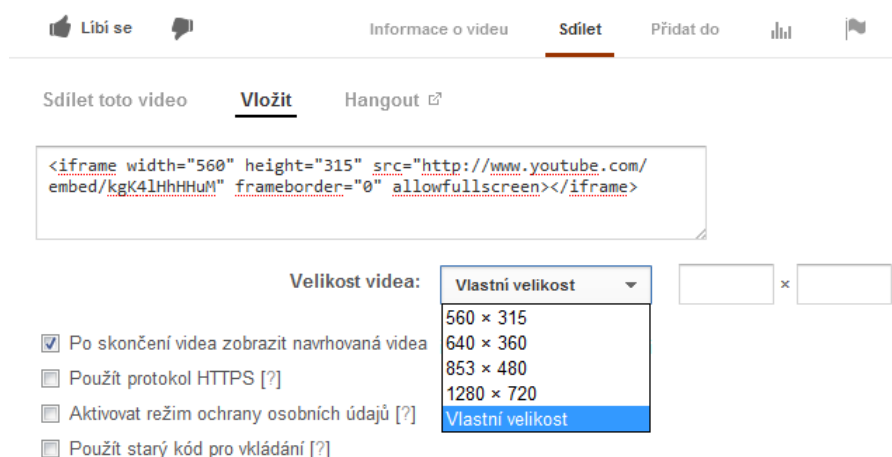 Líbí se Informace o videu Sdílet Přidat do
Sdílet toto video Vložit Hangout
<iframe width="560" height="315" src="http://www.youtube.com/
embed/kgK4lHhHHuM" frameborder="0" allowfullscreen></iframe>
Velikost videa: Vlastní velikost ×
560 × 315
Po skončení videa zobrazit navrhovaná videa 640 × 360
853 × 480
Použít protokol HTTPS [?]
1280 × 720
Aktivovat režim ochrany osobních údajů [?] Vlastní velikost
Použít starý kód pro vkládání [?]